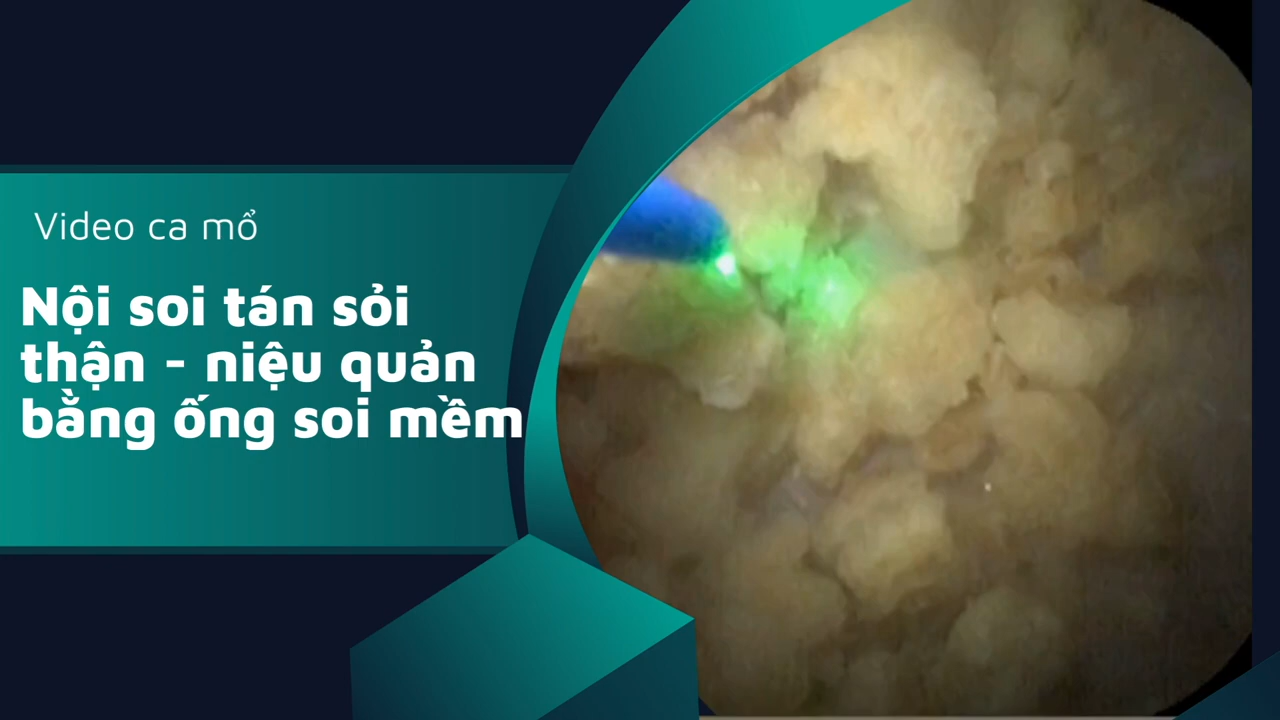 Video ca mổ
Nội soi tán sỏi
thận - niệu quản
bằng ống soi mềm